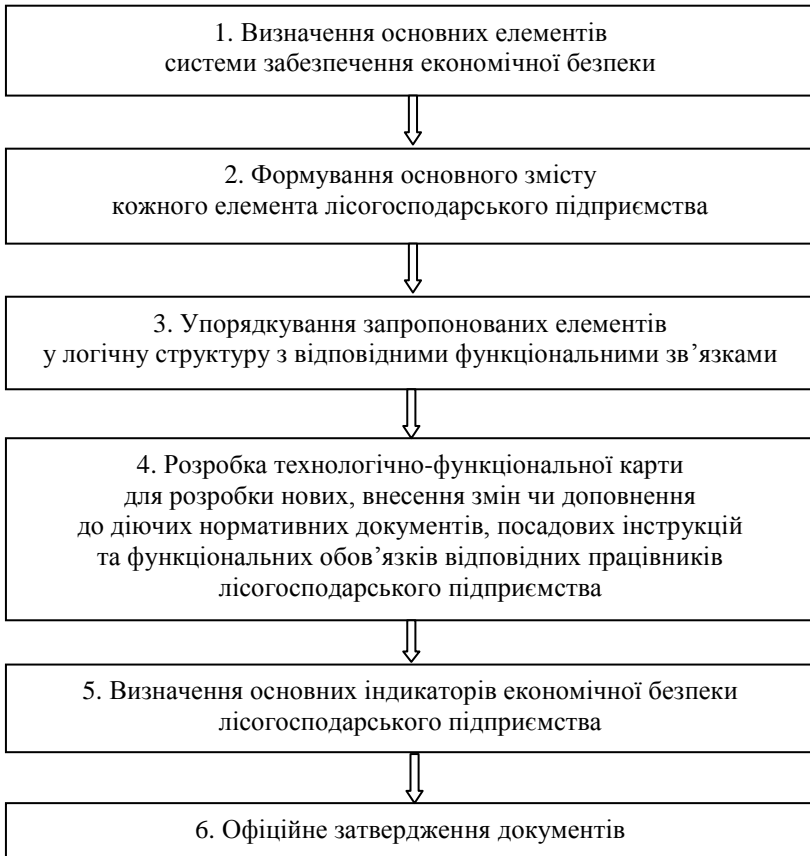 1. Визначення основних елементів
системи забезпечення економічної безпеки
2. Формування основного змісту
кожного елемента лісогосподарського підприємства
3. Упорядкування запропонованих елементів
у логічну структуру з відповідними функціональними зв’язками
4. Розробка технологічно-функціональної карти
для розробки нових, внесення змін чи доповнення
до діючих нормативних документів, посадових інструкцій
та функціональних обов’язків відповідних працівників
лісогосподарського підприємства
5. Визначення основних індикаторів економічної безпеки
лісогосподарського підприємства
6. Офіційне затвердження документів